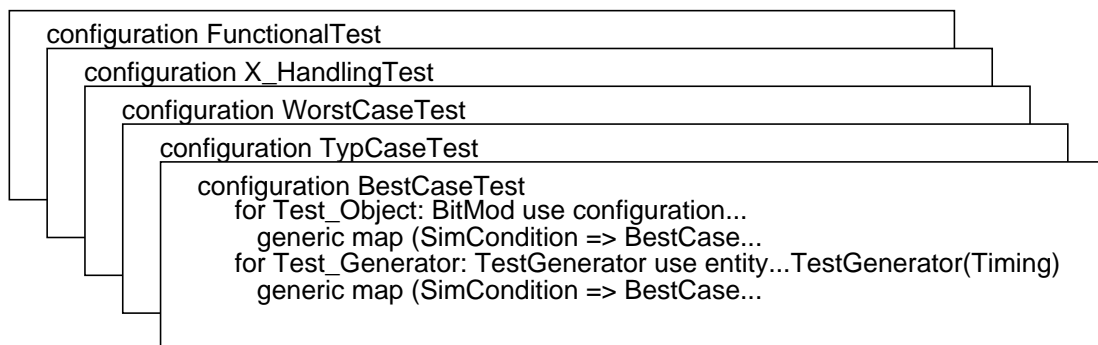 configuration FunctionalTest
configuration X_HandlingTest
configuration WorstCaseTest
configuration TypCaseTest
configuration BestCaseTest
for Test_Object: BitMod use configuration...
generic map (SimCondition => BestCase...
for Test_Generator: TestGenerator use entity...TestGenerator(Timing)
generic map (SimCondition => BestCase...